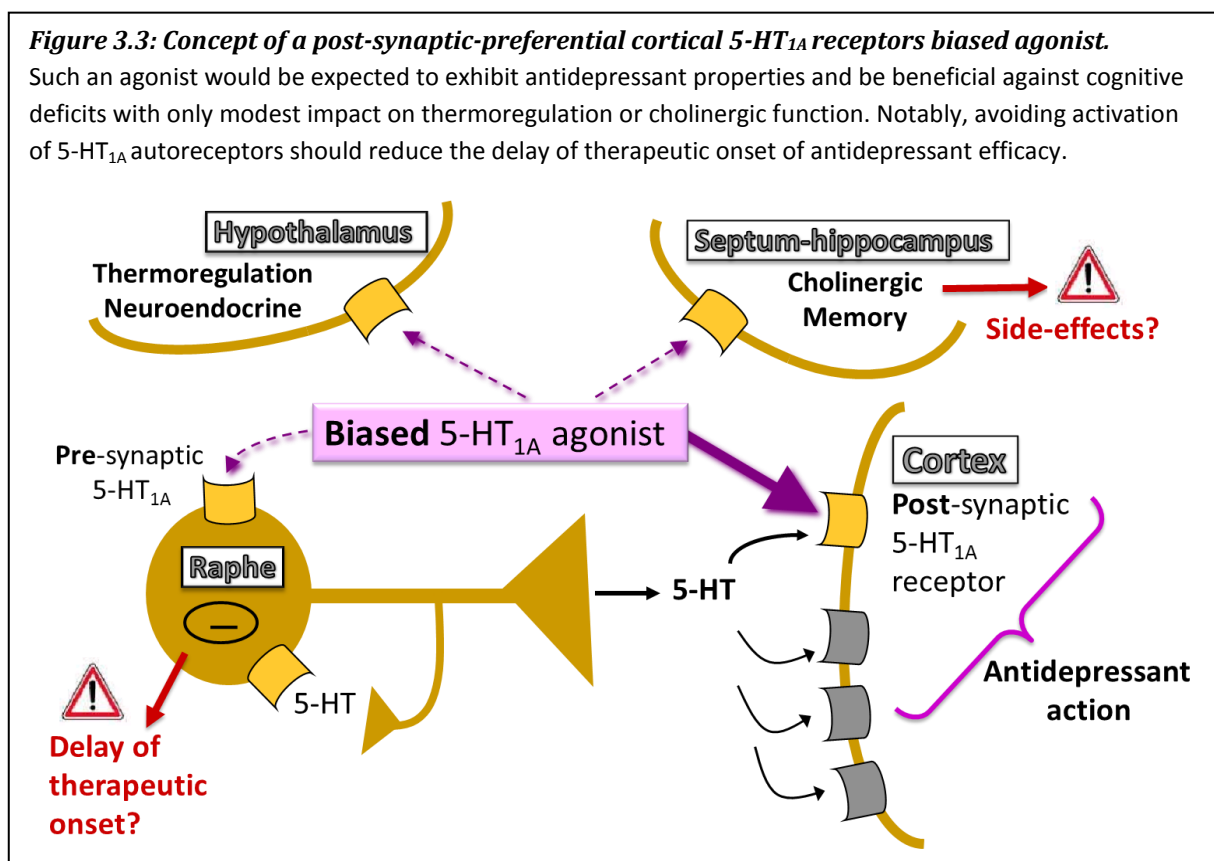 Figure 3.3: Concept of a post-synaptic-preferential cortical 5-HT1A receptors biased agonist.
Such an agonist would be expected to exhibit antidepressant properties and be beneficial against cognitive
deficits with only modest impact on thermoregulation or cholinergic function. Notably, avoiding activation
of 5-HT1A autoreceptors should reduce the delay of therapeutic onset of antidepressant efficacy.
Hypothalamus
Thermoregulation
Neuroendocrine
Septum-hippocampus
Cholinergic
Memory
!
Side-effects?
Biased 5-HT1A agonist
Pre-synaptic
5-HT1A
Raphe
–
5-HT
!
Delay of
therapeutic
onset?
5-HT
Cortex
Post-synaptic
5-HT1A
receptor
Antidepressant
action